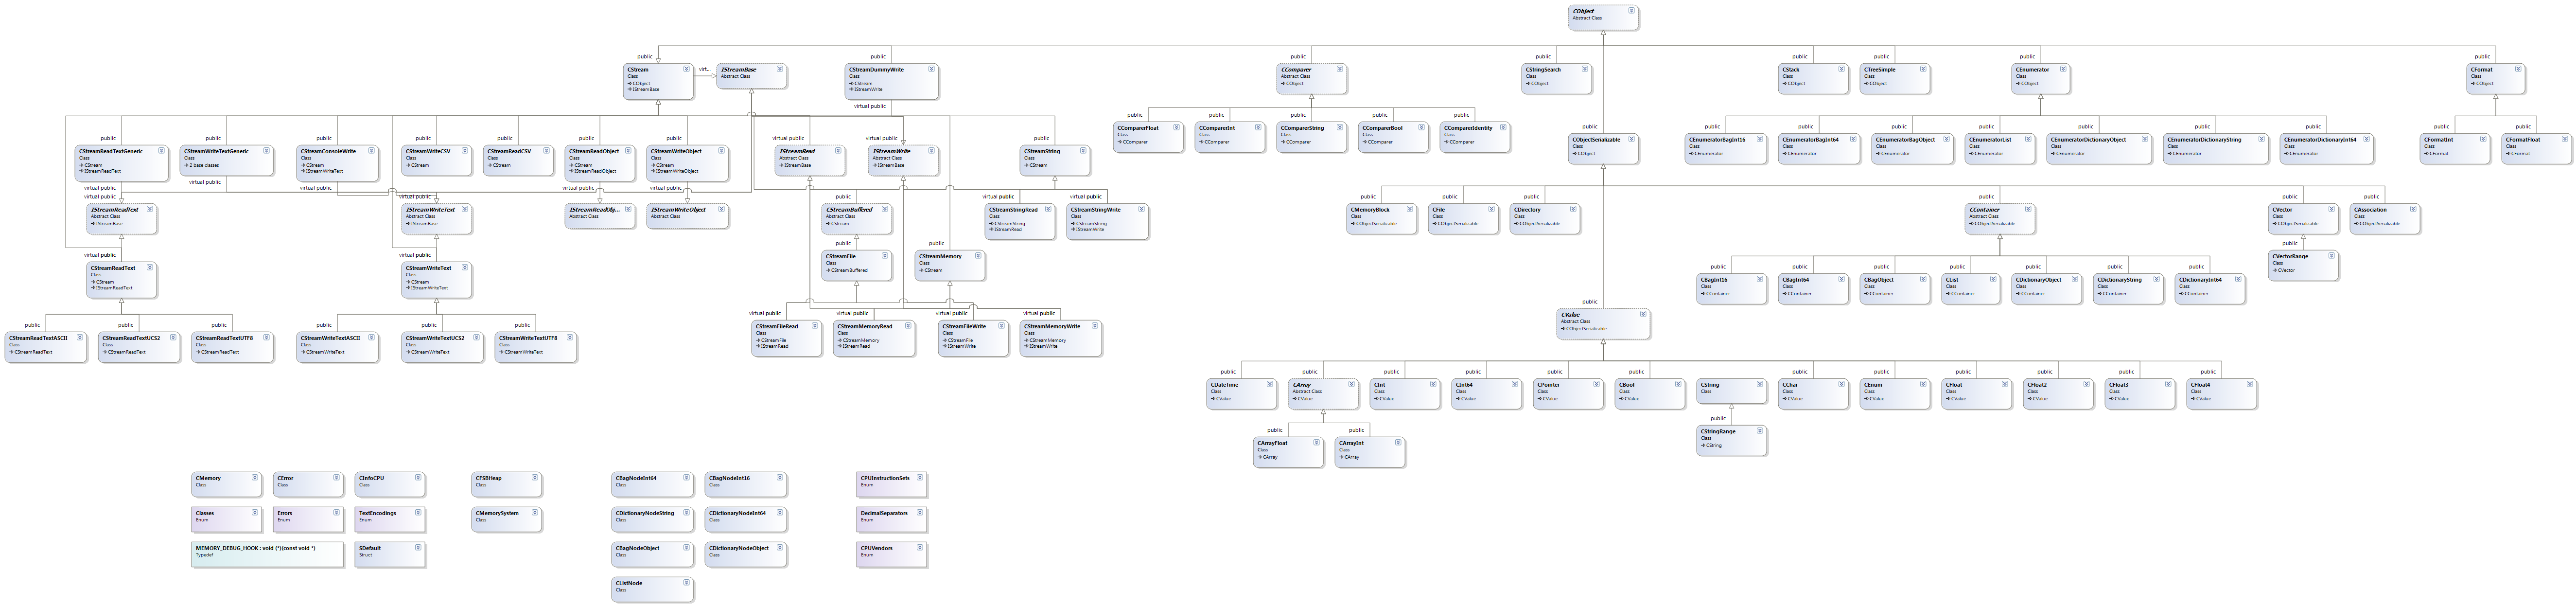 CObject
Abstract Class
public
public
public
public
public
public
public
public
CStream
Class
CObject
IStreamBase
virt...
IStreamBase
Abstract Class
CStreamDummyWrite
Class
CStream
IStreamWrite
CComparer
Abstract Class
CObject
CStringSearch
Class
CObject
CStack
Class
CObject
CTreeSimple
Class
CObject
CEnumerator
Class
CObject
CFormat
Class
CObject
virtual public
public
public
public
public
public
public
public
virtual public
virtual public
public
CStreamReadTextGeneric
Class
CStream
IStreamReadText
CStreamWriteTextGeneric
Class
2 base classes
CStreamConsoleWrite
Class
CStream
IStreamWriteText
CStreamWriteCSV
Class
CStream
CStreamReadCSV
Class
CStream
CStreamReadObject
Class
CStream
IStreamReadObject
CStreamWriteObject
Class
CStream
IStreamWriteObject
IStreamRead
Abstract Class
IStreamBase
IStreamWrite
Abstract Class
IStreamBase
CStreamString
Class
CStream
public
public
public
public
public
CComparerFloat
Class
CComparer
CComparerInt
Class
CComparer
CComparerString
Class
CComparer
CComparerBool
Class
CComparer
CComparerIdentity
Class
CComparer
public
CObjectSerializable
Class
CObject
public
public
public
public
public
public
public
CEnumeratorBagInt16
Class
CEnumerator
CEnumeratorBagInt64
Class
CEnumerator
CEnumeratorBagObject
Class
CEnumerator
CEnumeratorList
Class
CEnumerator
CEnumeratorDictionaryObject
Class
CEnumerator
CEnumeratorDictionaryString
Class
CEnumerator
CEnumeratorDictionaryInt64
Class
CEnumerator
public
public
CFormatInt
Class
CFormat
CFormatFloat
Class
CFormat
virtual public
virtual public
virtual public
virtual public
virtual public
virtual public
IStreamReadText
Abstract Class
IStreamBase
IStreamWriteText
Abstract Class
IStreamBase
IStreamReadObj...
Abstract Class
IStreamWriteObject
Abstract Class
public
CStreamBuffered
Abstract Class
CStream
virtual public
virtual public
CStreamStringRead
Class
CStreamString
IStreamRead
CStreamStringWrite
Class
CStreamString
IStreamWrite
public
public
public
public
public
public
CMemoryBlock
Class
CObjectSerializable
CFile
Class
CObjectSerializable
CDirectory
Class
CObjectSerializable
CContainer
Abstract Class
CObjectSerializable
CVector
Class
CObjectSerializable
CAssociation
Class
CObjectSerializable
virtual public
virtual public
public
public
public
CStreamReadText
Class
CStream
IStreamReadText
CStreamWriteText
Class
CStream
IStreamWriteText
CStreamFile
Class
CStreamBuffered
CStreamMemory
Class
CStream
CVectorRange
Class
CVector
public
public
public
public
public
public
public
CBagInt16
Class
CContainer
CBagInt64
Class
CContainer
CBagObject
Class
CContainer
CList
Class
CContainer
CDictionaryObject
Class
CContainer
CDictionaryString
Class
CContainer
CDictionaryInt64
Class
CContainer
public
CValue
Abstract Class
CObjectSerializable
public
public
public
public
public
public
virtual public
virtual public
virtual public
virtual public
CStreamReadTextASCII
Class
CStreamReadText
CStreamReadTextUCS2
Class
CStreamReadText
CStreamReadTextUTF8
Class
CStreamReadText
CStreamWriteTextASCII
Class
CStreamWriteText
CStreamWriteTextUCS2
Class
CStreamWriteText
CStreamWriteTextUTF8
Class
CStreamWriteText
CStreamFileRead
Class
CStreamFile
IStreamRead
CStreamMemoryRead
Class
CStreamMemory
IStreamRead
CStreamFileWrite
Class
CStreamFile
IStreamWrite
CStreamMemoryWrite
Class
CStreamMemory
IStreamWrite
public
public
public
public
public
public
public
public
public
public
public
public
CDateTime
Class
CValue
CArray
Abstract Class
CValue
CInt
Class
CValue
CInt64
Class
CValue
CPointer
Class
CValue
CBool
Class
CValue
CString
Class
CValue
CChar
Class
CValue
CEnum
Class
CValue
CFloat
Class
CValue
CFloat2
Class
CValue
CFloat3
Class
CValue
CFloat4
Class
CValue
public
public
public
CArrayFloat
Class
CArray
CArrayInt
Class
CArray
CStringRange
Class
CString
CMemory
Class
CError
Class
CInfoCPU
Class
CFSBHeap
Class
CBagNodeInt64
Class
CBagNodeInt16
Class
CPUInstructionSets
Enum
Classes
Enum
Errors
Enum
TextEncodings
Enum
CMemorySystem
Class
CDictionaryNodeString
Class
CDictionaryNodeInt64
Class
DecimalSeparators
Enum
MEMORY_DEBUG_HOOK : void (*)(const void *)
Typedef
SDefault
Struct
CBagNodeObject
Class
CDictionaryNodeObject
Class
CPUVendors
Enum
CListNode
Class